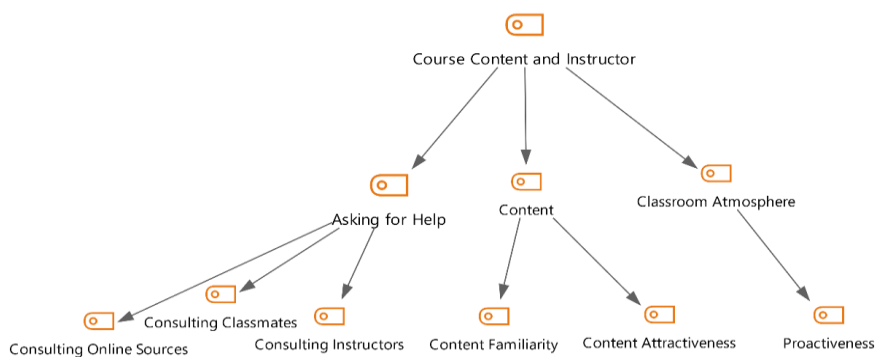 Course Content and Instructor
Asking for Help
Content
Classroom Atmosphere
Consulting Online Sources
Consulting Classmates
Consulting Instructors
Content Familiarity
Content Attractiveness
Proactiveness